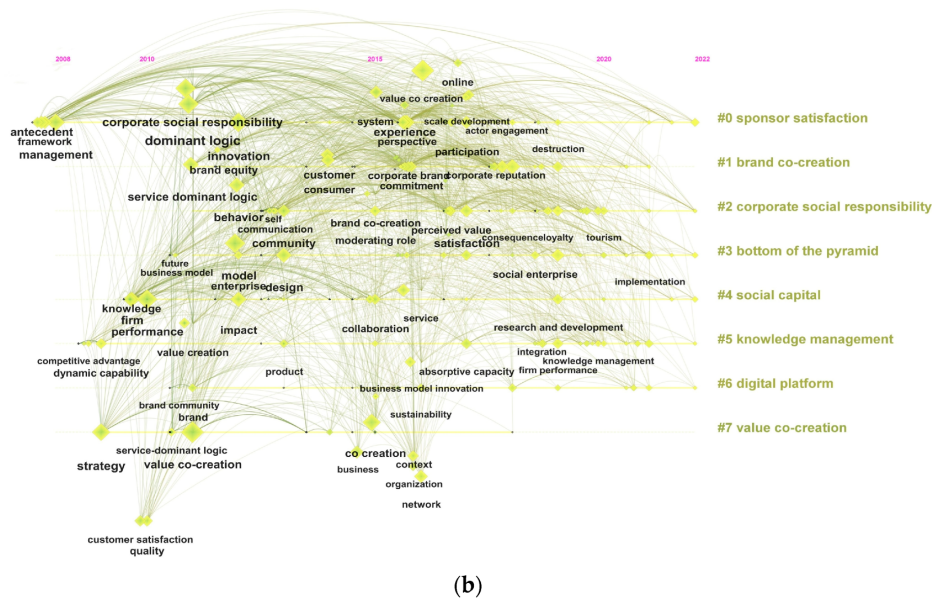 2008 2010 2015 2020 2022
online
value co creation
corporate social responsibility
system
scale development
#0 sponsor satisfaction
antecedent
experience
actor engagement
framework
dominant logic
perspective
management
innovation
participation
destruction
brand equity
customer
corporate brand
corporate reputation
#1 brand co-creation
consumer
commitment
service dominant logic
#2 corporate social responsibility
behavior
self
communication
brand co-creation
perceived value
community
moderating role
satisfaction
consequence
loyalty
tourism
#3 bottom of the pyramid
future
business model
model
enterprise
design
social enterprise
implementation
#4 social capital
knowledge
firm
performance
impact
collaboration
service
research and development
#5 knowledge management
value creation
integration
competitive advantage
product
absorptive capacity
knowledge management
dynamic capability
firm performance
#6 digital platform
business model innovation
brand community
brand
sustainability
#7 value co-creation
service-dominant logic
co creation
strategy
value co-creation
business
context
organization
network
customer satisfaction
quality
(b)